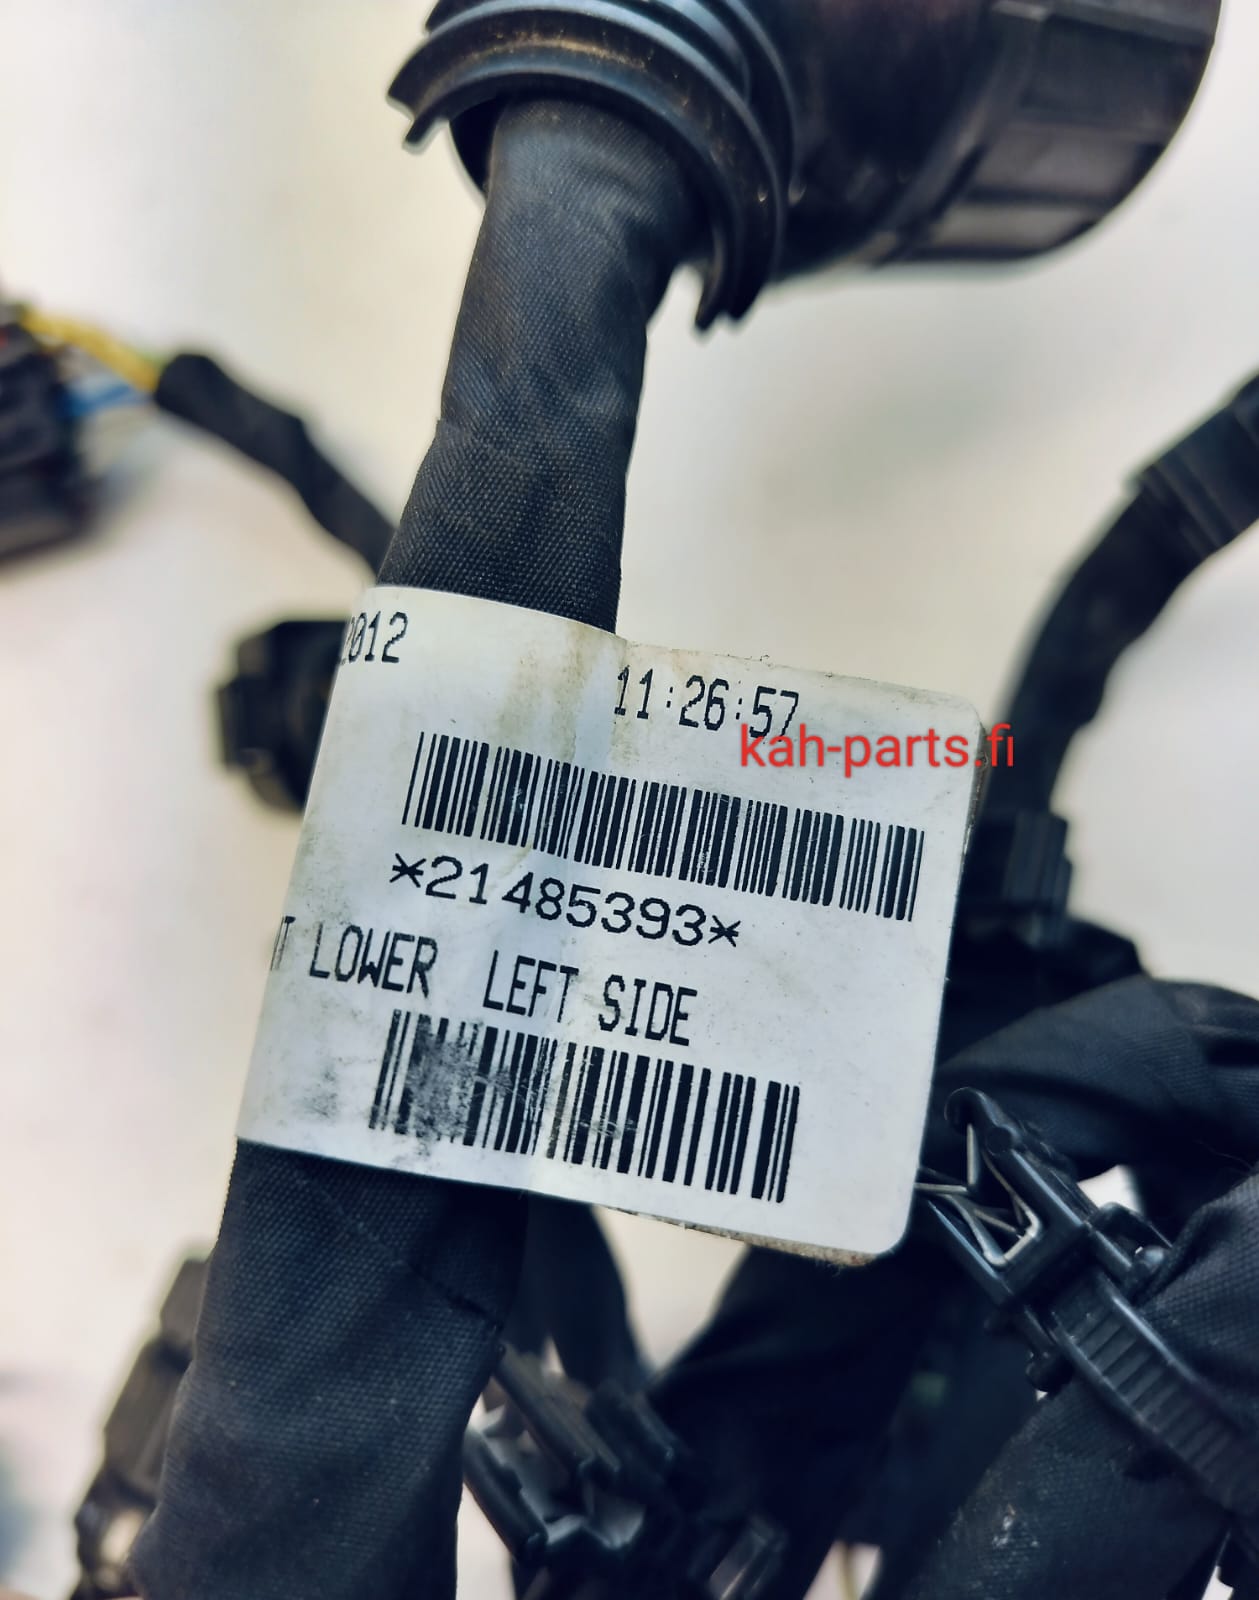 2012
11:26:57
kah-parts.fi
*21485393*
T LOWER LEFT SIDE